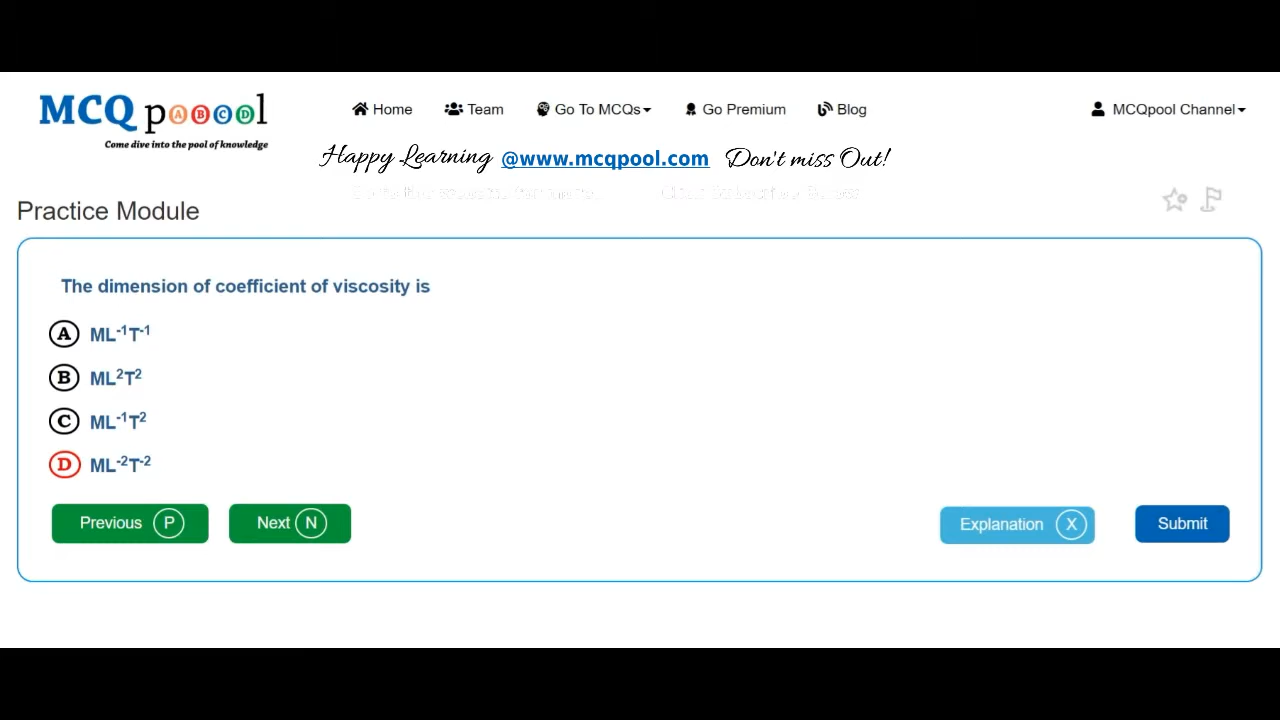 MCQ pooool
Come dive into the pool of knowledge
Home Team Go To MCQs Go Premium Blog MCQpool Channel
Happy Learning @www.mcqpool.com Don't miss Out!
Practice Module
The dimension of coefficient of viscosity is
A ML⁻¹T⁻¹
B ML²T²
C ML⁻¹T²
D ML⁻²T⁻²
Previous P Next N Explanation X Submit